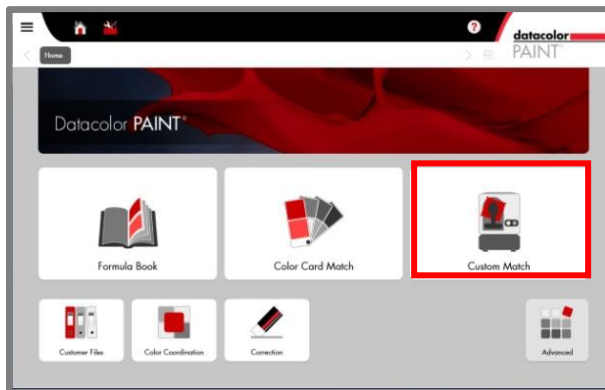 ?
datacolor
PAINT
Home
Datacolor PAINT
Formula Book
Color Card Match
Custom Match
Customer Files
Color Coordination
Correction
Advanced